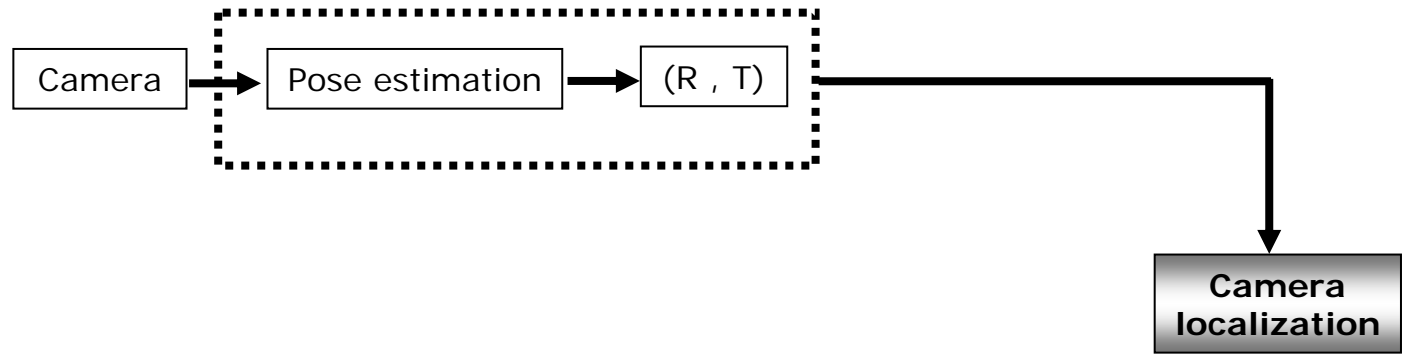 Camera
Pose estimation
(R , T)
Camera
localization